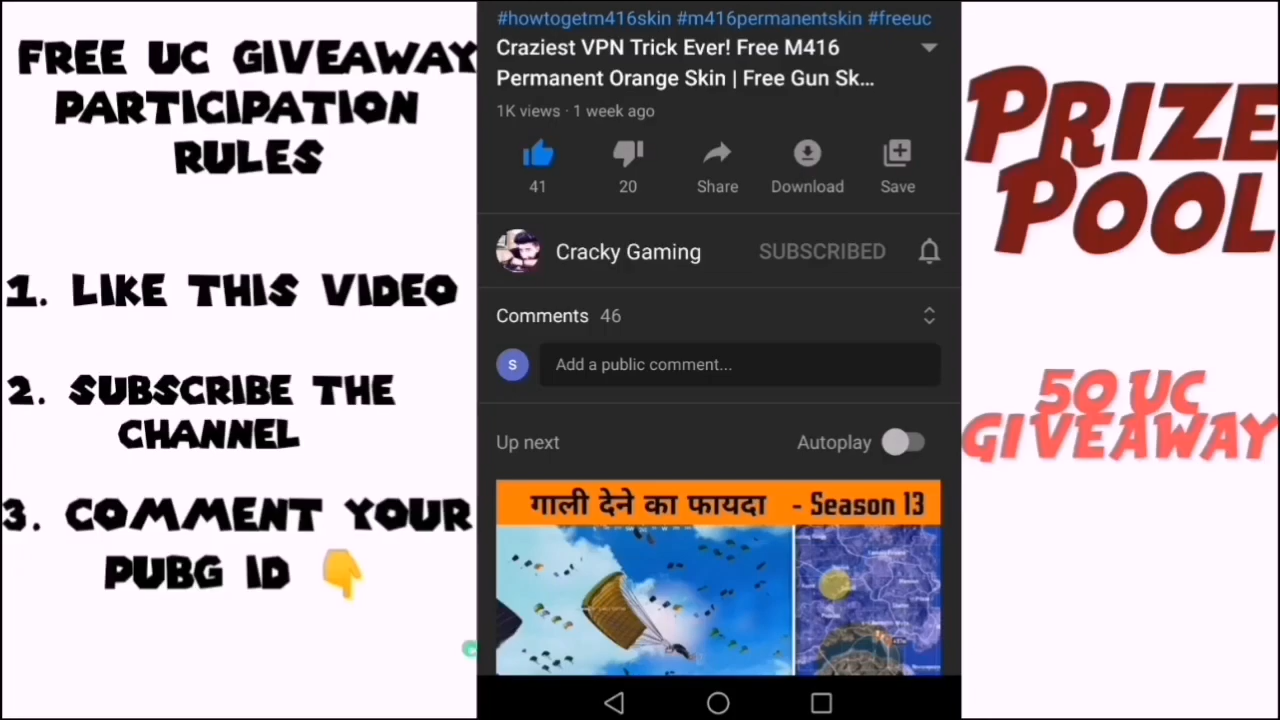 FREE UC GIVEAWAY
PARTICIPATION
RULES
1. LIKE THIS VIDEO
2. SUBSCRIBE THE
CHANNEL
3. COMMENT YOUR
PUBG ID 👇
#howtogetm416skin #m416permanentskin #freeuc
Craziest VPN Trick Ever! Free M416
Permanent Orange Skin | Free Gun Sk...
1K views · 1 week ago
41
20
Share
Download
Save
Cracky Gaming
SUBSCRIBED
Comments 46
S
Add a public comment...
Up next
Autoplay
गाली देने का फायदा - Season 13
PRIZE
POOL
50 UC
GIVEAWAY